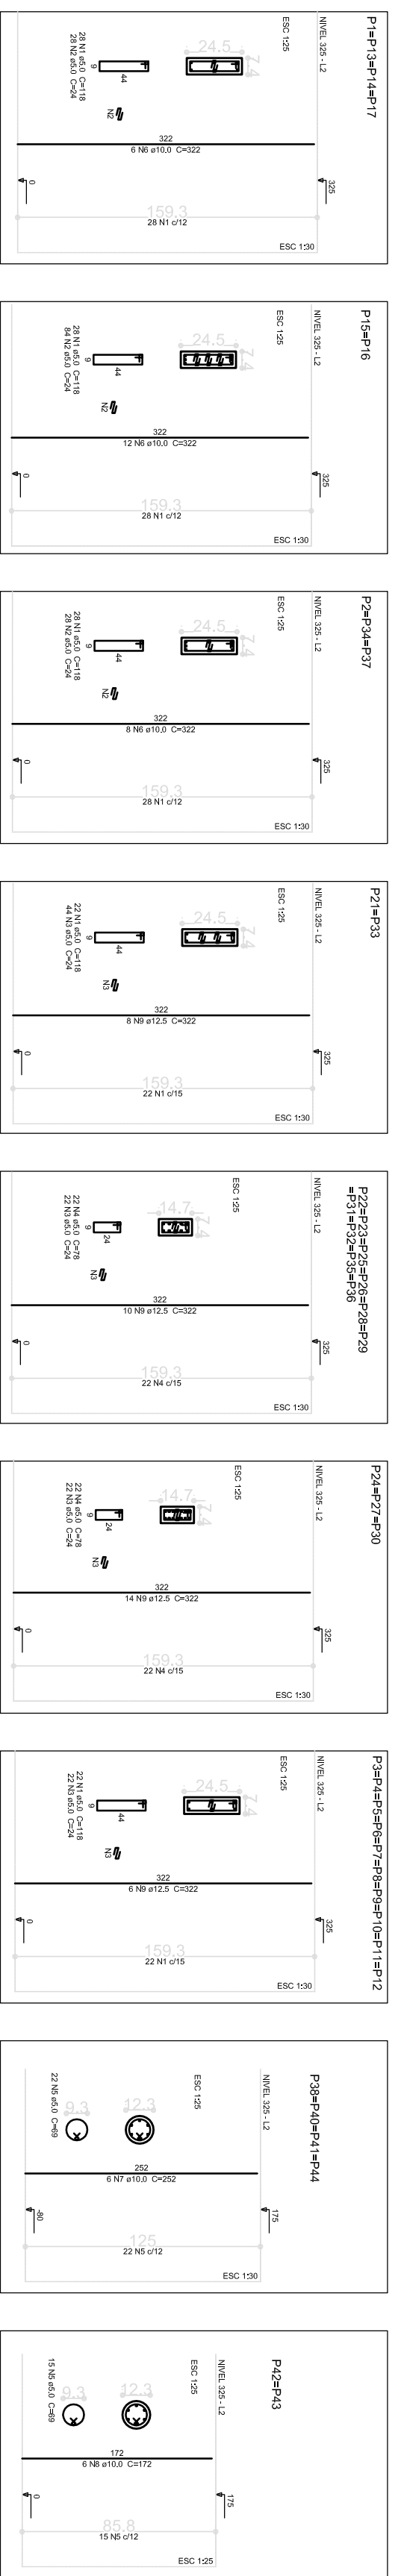 P1=P13=P14=P17
NIVEL 325 - L2
ESC 1:25
24.5
7.4
44
9
N2
28 N1 ø5.0 C=118
28 N2 ø5.0 C=24
322
6 N6 ø10.0 C=322
325
0
159.3
28 N1 c/12
ESC 1:30
P15=P16
NIVEL 325 - L2
ESC 1:25
24.5
7.4
44
9
N2
28 N1 ø5.0 C=118
84 N2 ø5.0 C=24
322
12 N6 ø10.0 C=322
325
0
159.3
28 N1 c/12
ESC 1:30
P2=P34=P37
NIVEL 325 - L2
ESC 1:25
24.5
7.4
44
9
N2
28 N1 ø5.0 C=118
28 N2 ø5.0 C=24
322
8 N6 ø10.0 C=322
325
0
159.3
28 N1 c/12
ESC 1:30
P21=P33
NIVEL 325 - L2
ESC 1:25
24.5
7.4
44
9
N3
22 N1 ø5.0 C=118
44 N3 ø5.0 C=24
322
8 N9 ø12.5 C=322
325
0
159.3
22 N1 c/15
ESC 1:30
P22=P23=P25=P26=P28=P29
=P31=P32=P35=P36
NIVEL 325 - L2
ESC 1:25
14.7
7.4
24
9
N3
22 N4 ø5.0 C=78
22 N3 ø5.0 C=24
322
10 N9 ø12.5 C=322
325
0
159.3
22 N4 c/15
ESC 1:30
P24=P27=P30
NIVEL 325 - L2
ESC 1:25
14.7
7.4
24
9
N3
22 N4 ø5.0 C=78
22 N3 ø5.0 C=24
322
14 N9 ø12.5 C=322
325
0
159.3
22 N4 c/15
ESC 1:30
P3=P4=P5=P6=P7=P8=P9=P10=P11=P12
NIVEL 325 - L2
ESC 1:25
24.5
7.4
44
9
N3
22 N1 ø5.0 C=118
22 N3 ø5.0 C=24
322
6 N9 ø12.5 C=322
325
0
159.3
22 N1 c/15
ESC 1:30
P38=P40=P41=P44
NIVEL 325 - L2
ESC 1:25
12.3
9.3
22 N5 ø5.0 C=69
252
6 N7 ø10.0 C=252
175
-80
125
22 N5 c/12
ESC 1:30
P42=P43
NIVEL 325 - L2
ESC 1:25
12.3
9.3
15 N5 ø5.0 C=69
172
6 N8 ø10.0 C=172
175
0
85.8
15 N5 c/12
ESC 1:25